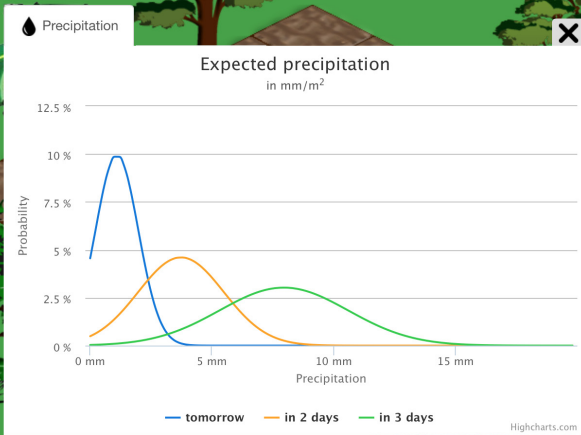 Precipitation
Expected precipitation
in mm/m²
12.5 %
10 %
7.5 %
5 %
2.5 %
0 %
Probability
0 mm 5 mm 10 mm 15 mm
Precipitation
tomorrow in 2 days in 3 days
Highcharts.com